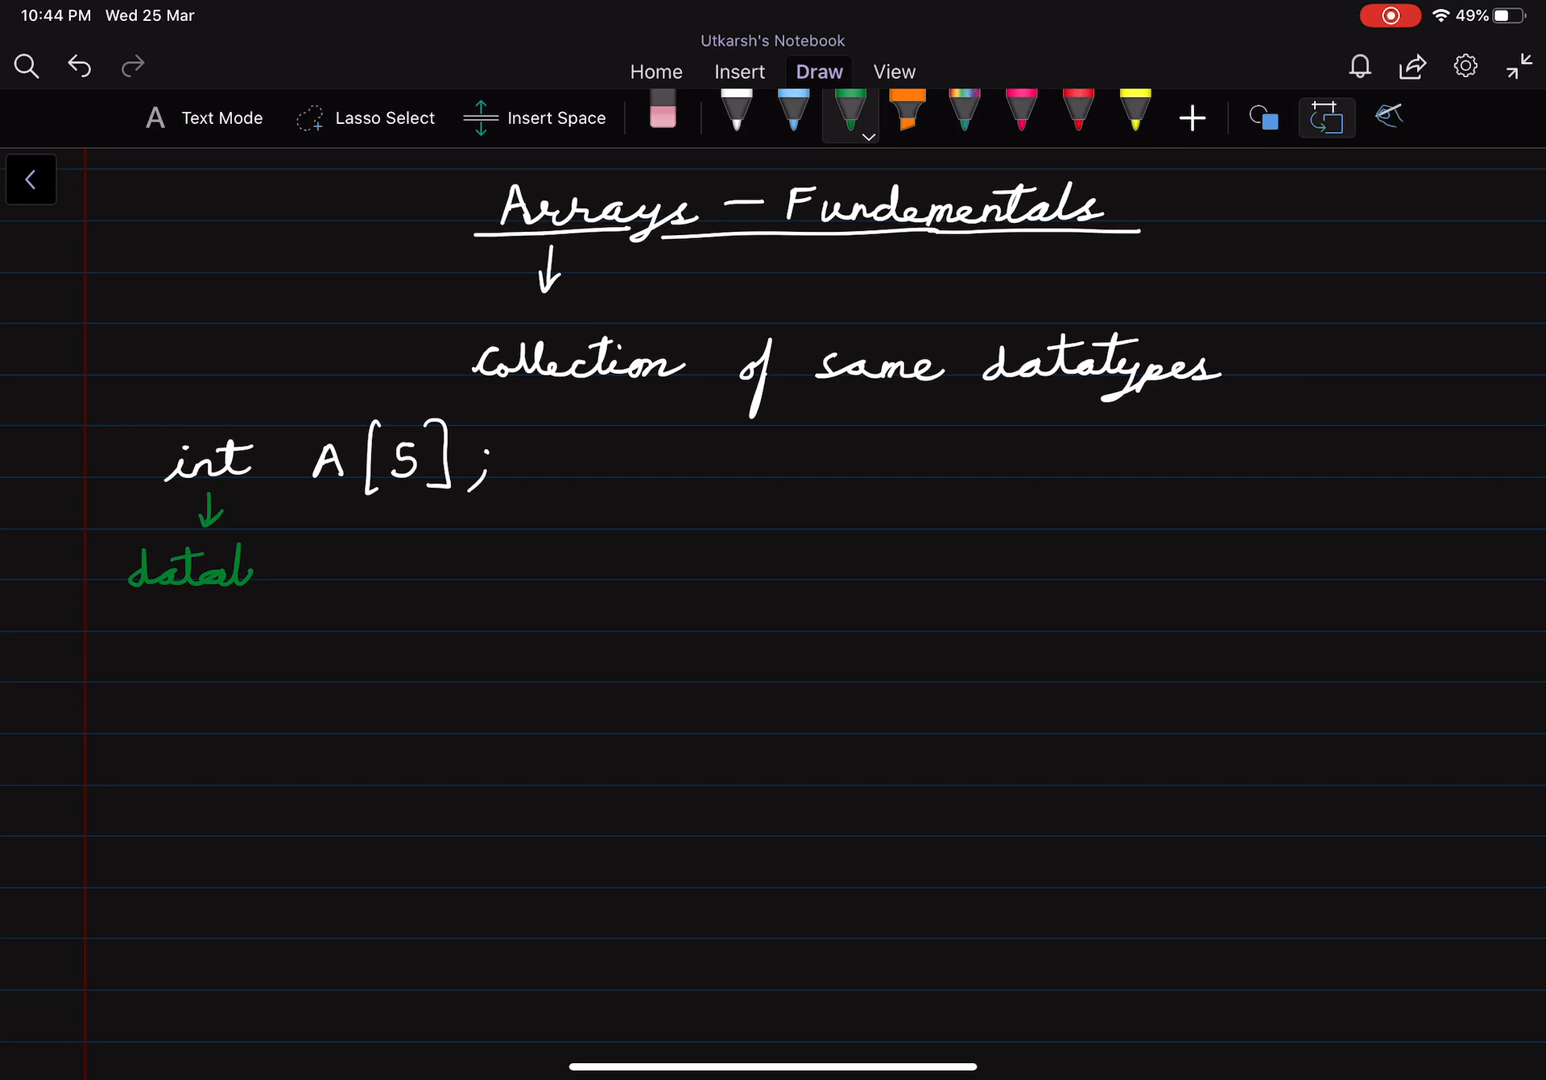 10:44 PM Wed 25 Mar
49%
Utkarsh's Notebook
Home Insert Draw View
A Text Mode Lasso Select Insert Space
Arrays — Fundementals
collection of same datatypes
int A[5];